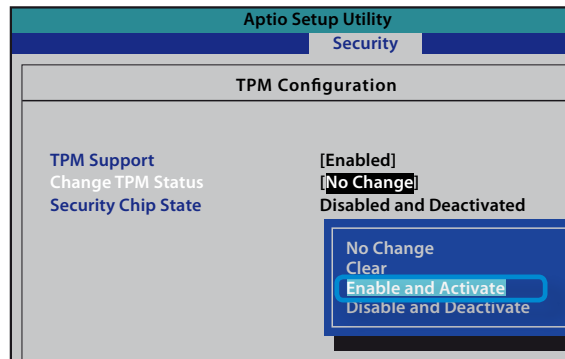 Aptio Setup Utility
Security
TPM Configuration
TPM Support [Enabled]
Change TPM Status [No Change]
Security Chip State Disabled and Deactivated
No Change
Clear
Enable and Activate
Disable and Deactivate